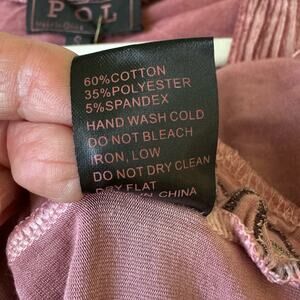 POL
60%COTTON
35%POLYESTER
5%SPANDEX
HAND WASH COLD
DO NOT BLEACH
IRON, LOW
DO NOT DRY CLEAN
DRY FLAT
IN CHINA